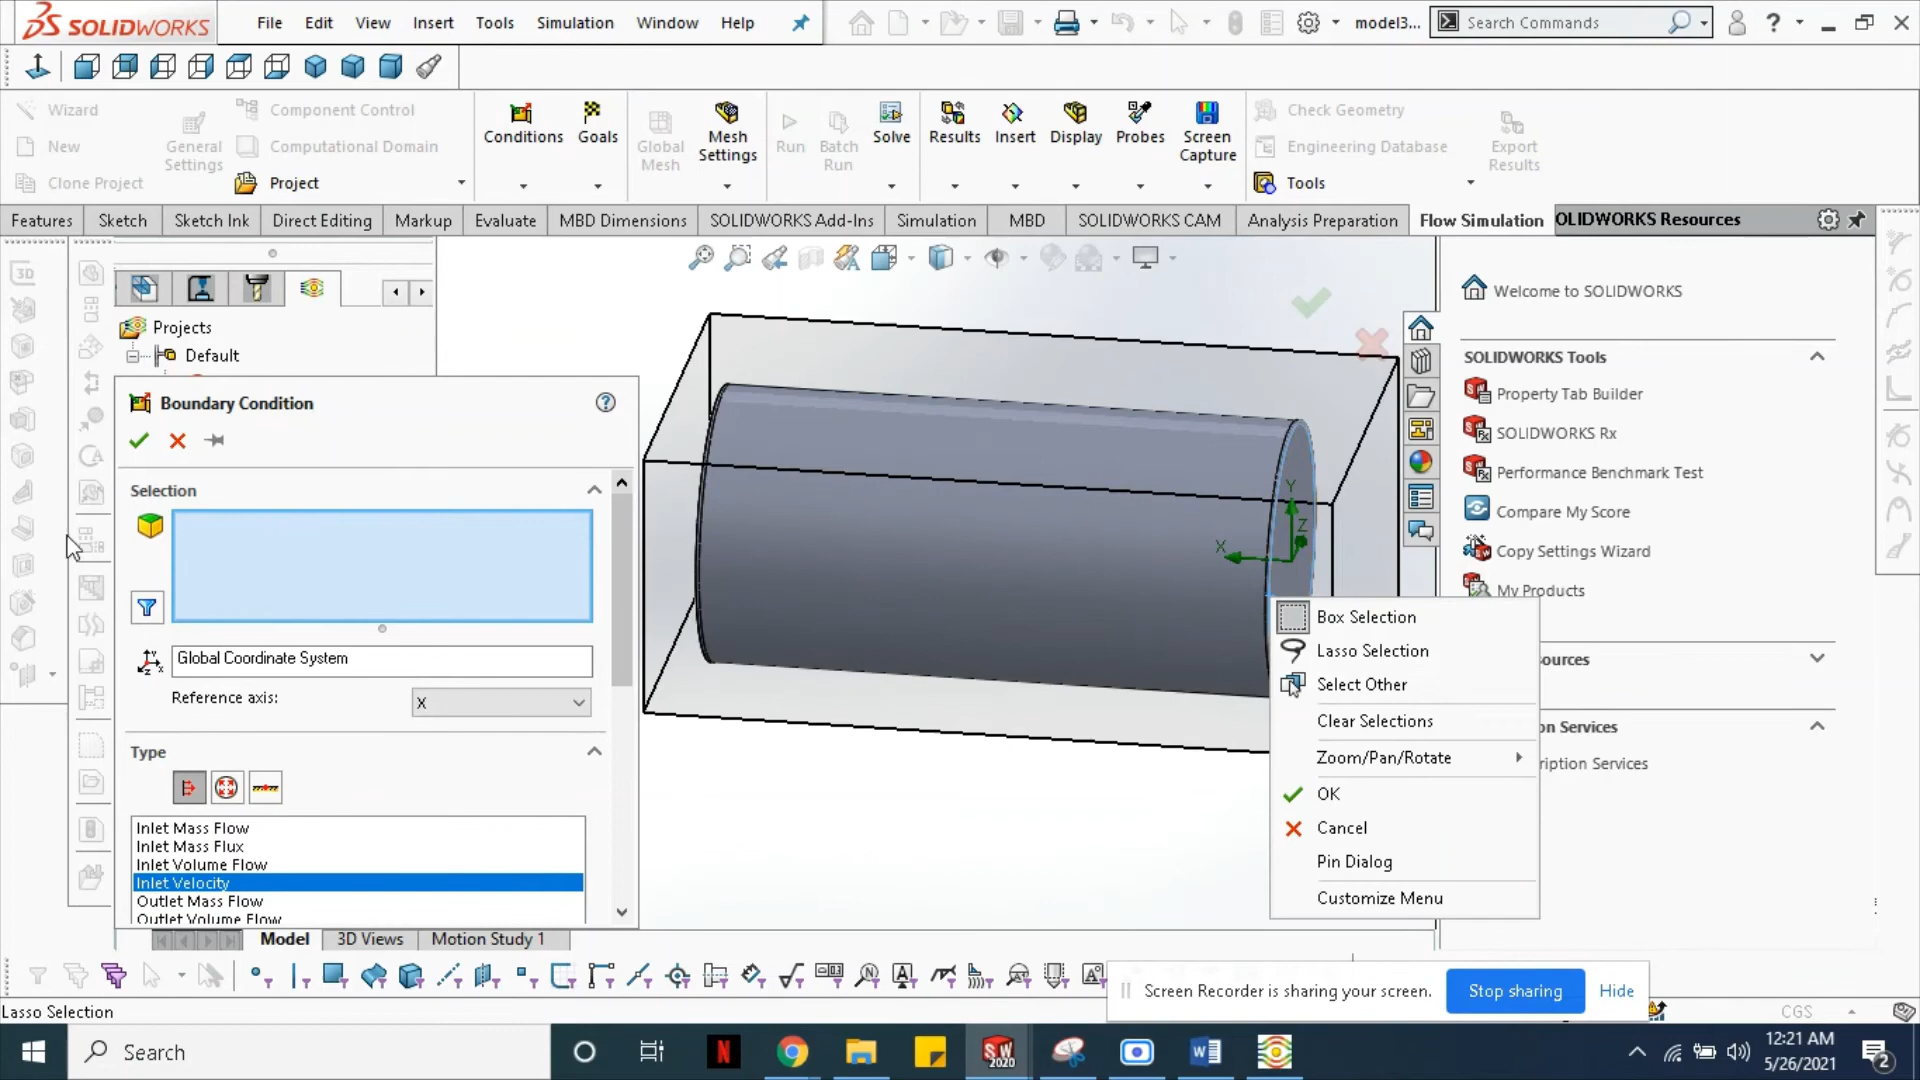 SOLIDWORKS
File Edit View Insert Tools Simulation Window Help
model3...
Search Commands
Wizard
New
Clone Project
General Settings
Component Control
Computational Domain
Project
Conditions
Goals
Global Mesh
Mesh Settings
Run
Batch Run
Solve
Results
Insert
Display
Probes
Screen Capture
Check Geometry
Engineering Database
Tools
Export Results
Features
Sketch
Sketch Ink
Direct Editing
Markup
Evaluate
MBD Dimensions
SOLIDWORKS Add-Ins
Simulation
MBD
SOLIDWORKS CAM
Analysis Preparation
Flow Simulation
OLIDWORKS Resources
3D
Projects
Default
Boundary Condition
Selection
Global Coordinate System
Reference axis:
X
Type
Inlet Mass Flow
Inlet Mass Flux
Inlet Volume Flow
Inlet Velocity
Outlet Mass Flow
Outlet Volume Flow
Y
Z
X
Box Selection
Lasso Selection
Select Other
Clear Selections
Zoom/Pan/Rotate
OK
Cancel
Pin Dialog
Customize Menu
Welcome to SOLIDWORKS
SOLIDWORKS Tools
Property Tab Builder
SOLIDWORKS Rx
Performance Benchmark Test
Compare My Score
Copy Settings Wizard
My Products
ources
on Services
ription Services
Model
3D Views
Motion Study 1
Screen Recorder is sharing your screen.
Stop sharing
Hide
Lasso Selection
CGS
Search
N
SW 2020
12:21 AM
5/26/2021
2